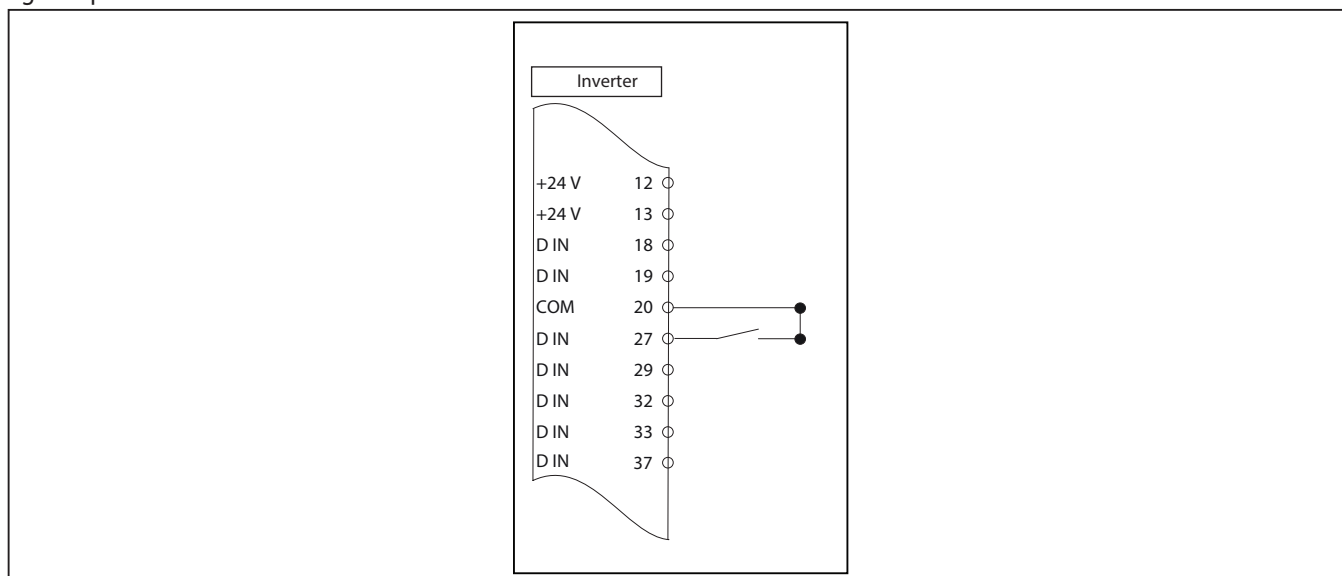 Inverter
+24 V 12
+24 V 13
D IN 18
D IN 19
COM 20
D IN 27
D IN 29
D IN 32
D IN 33
D IN 37